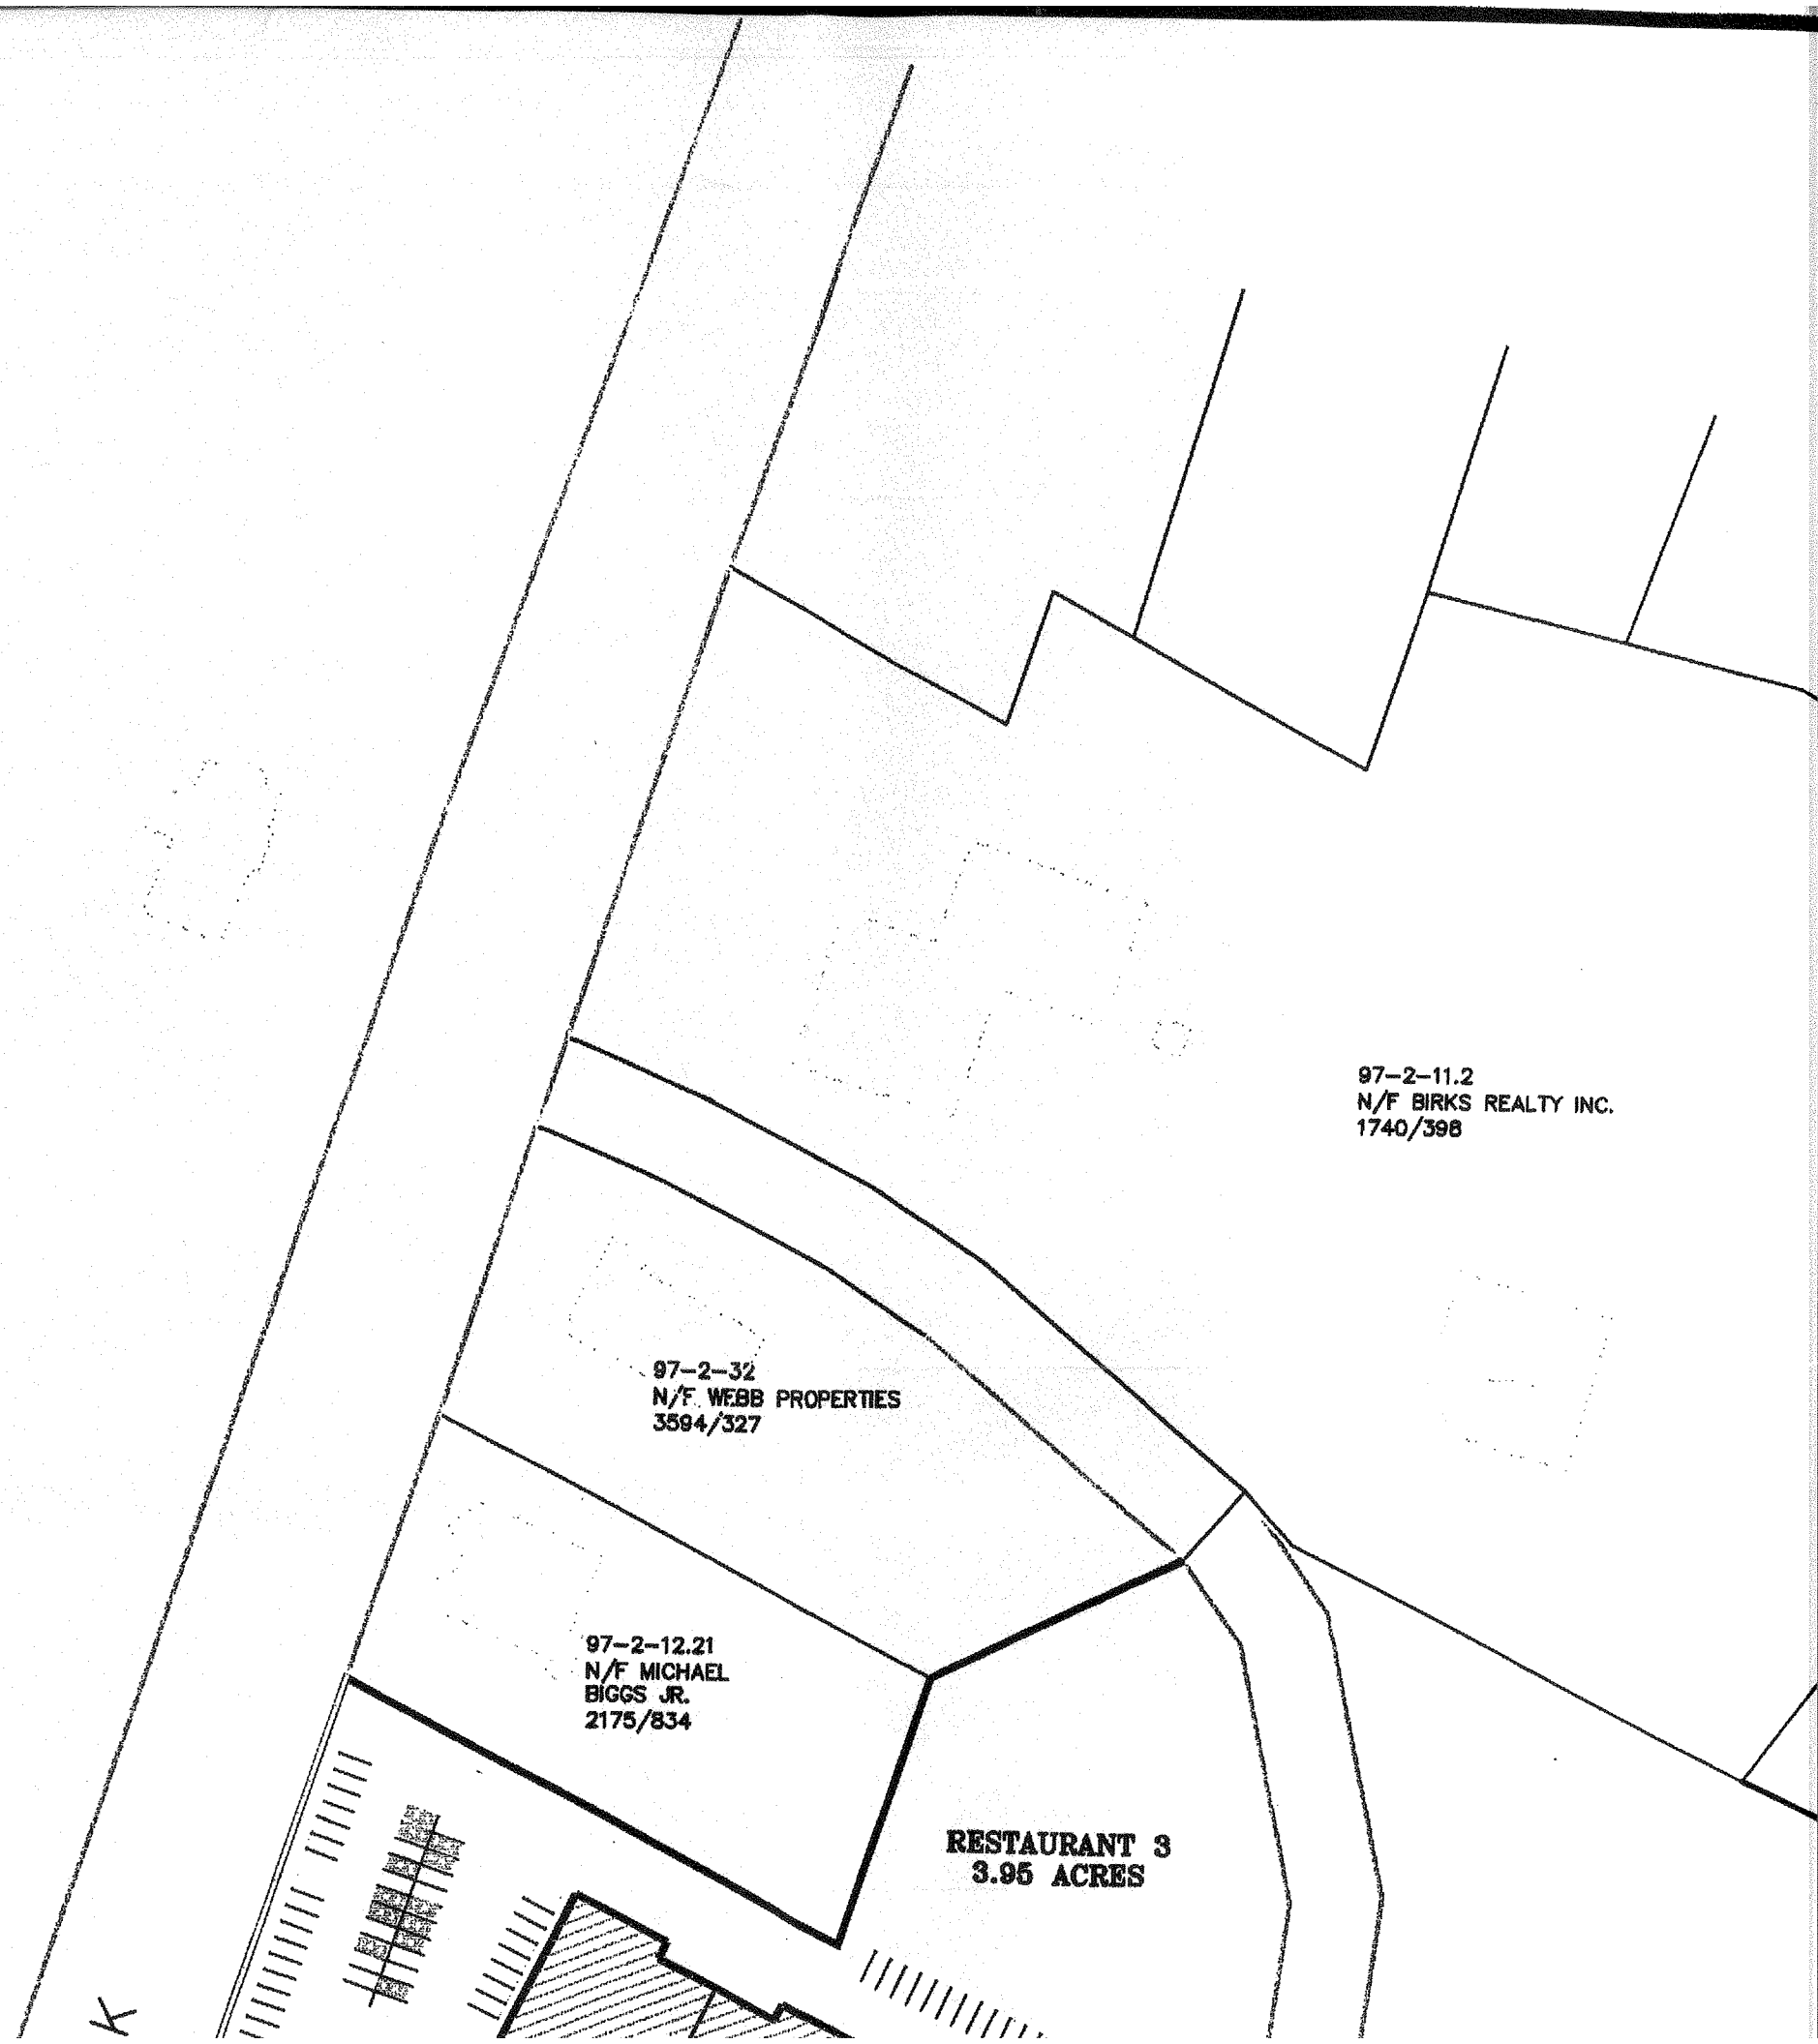 97-2-11.2
N/F BIRKS REALTY INC.
1740/398
97-2-32
N/F WEBB PROPERTIES
3594/327
97-2-12.21
N/F MICHAEL
BIGGS JR.
2175/834
RESTAURANT 3
3.95 ACRES
K